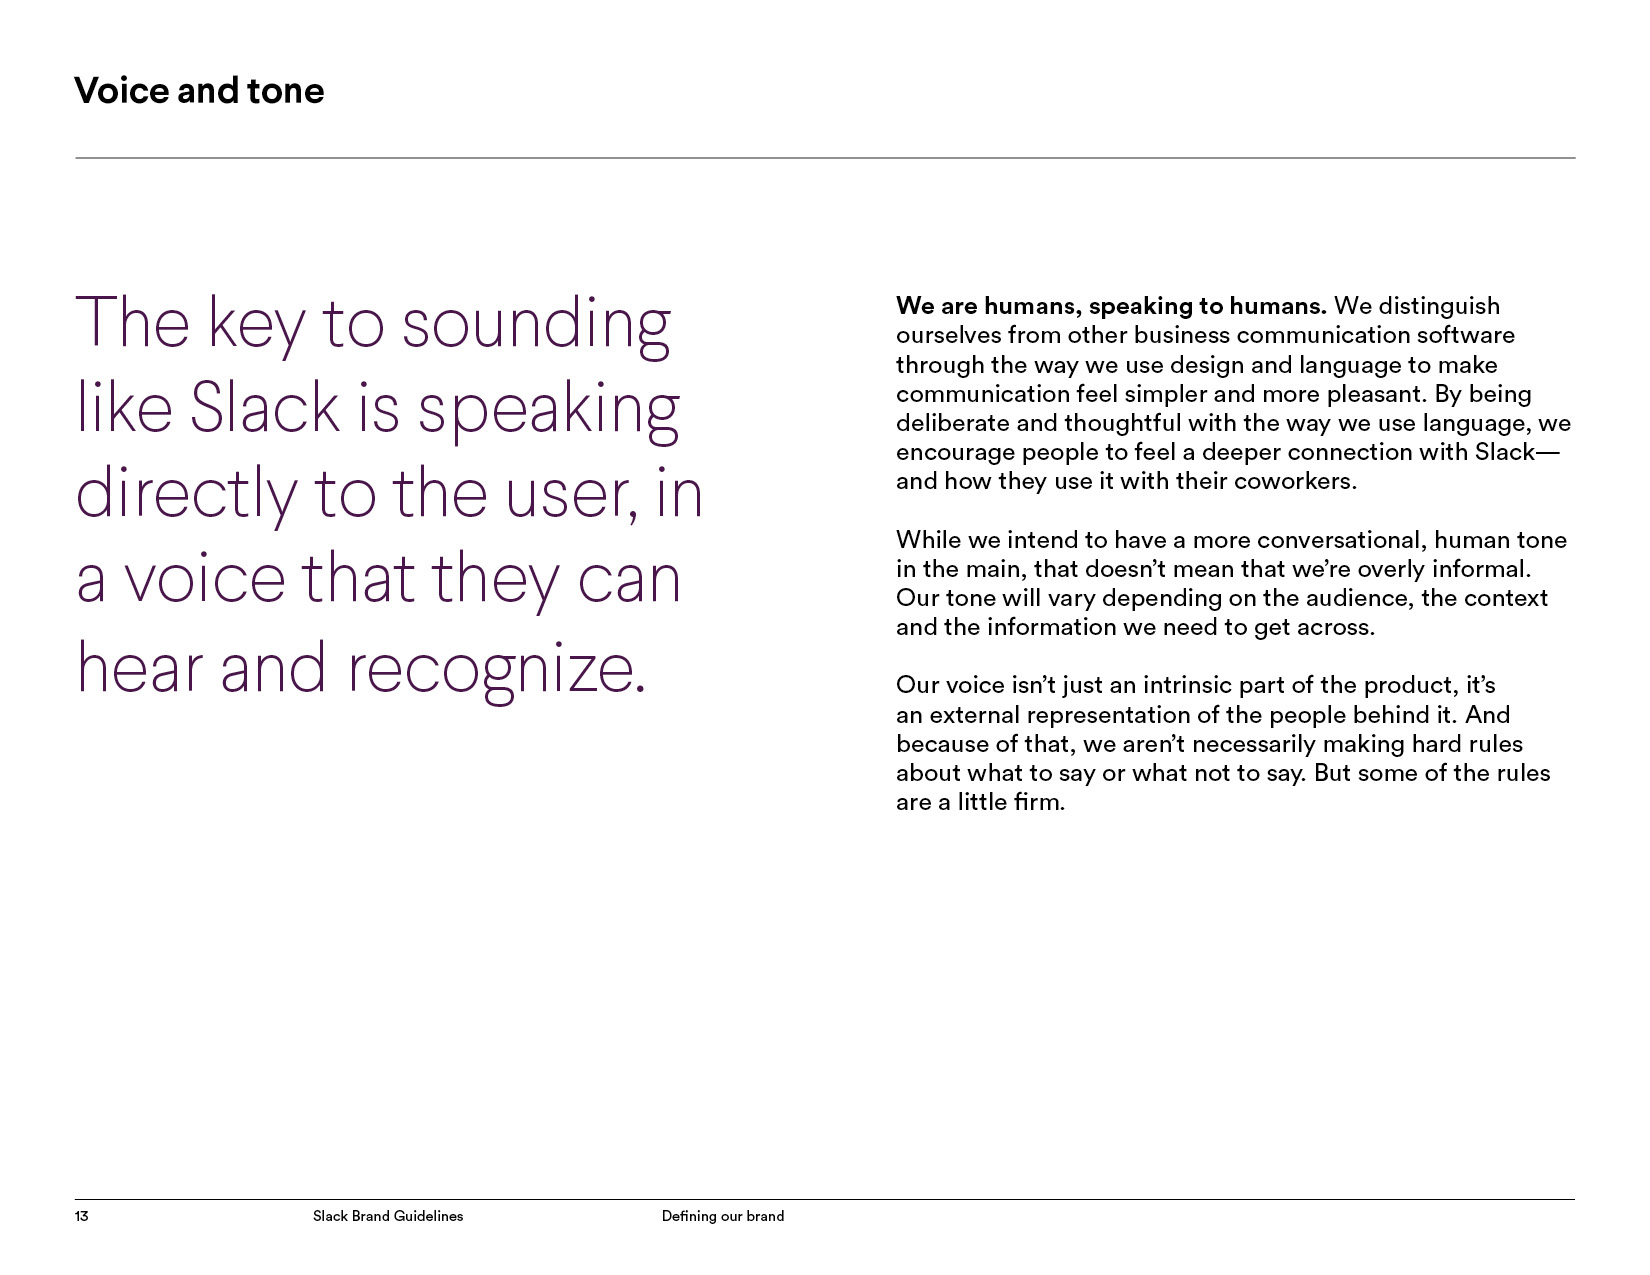 Voice and tone
The key to sounding
like Slack is speaking
directly to the user, in
a voice that they can
hear and recognize.
We are humans, speaking to humans. We distinguish
ourselves from other business communication software
through the way we use design and language to make
communication feel simpler and more pleasant. By being
deliberate and thoughtful with the way we use language, we
encourage people to feel a deeper connection with Slack—
and how they use it with their coworkers.
While we intend to have a more conversational, human tone
in the main, that doesn’t mean that we’re overly informal.
Our tone will vary depending on the audience, the context
and the information we need to get across.
Our voice isn’t just an intrinsic part of the product, it’s
an external representation of the people behind it. And
because of that, we aren’t necessarily making hard rules
about what to say or what not to say. But some of the rules
are a little firm.
13 Slack Brand Guidelines Defining our brand